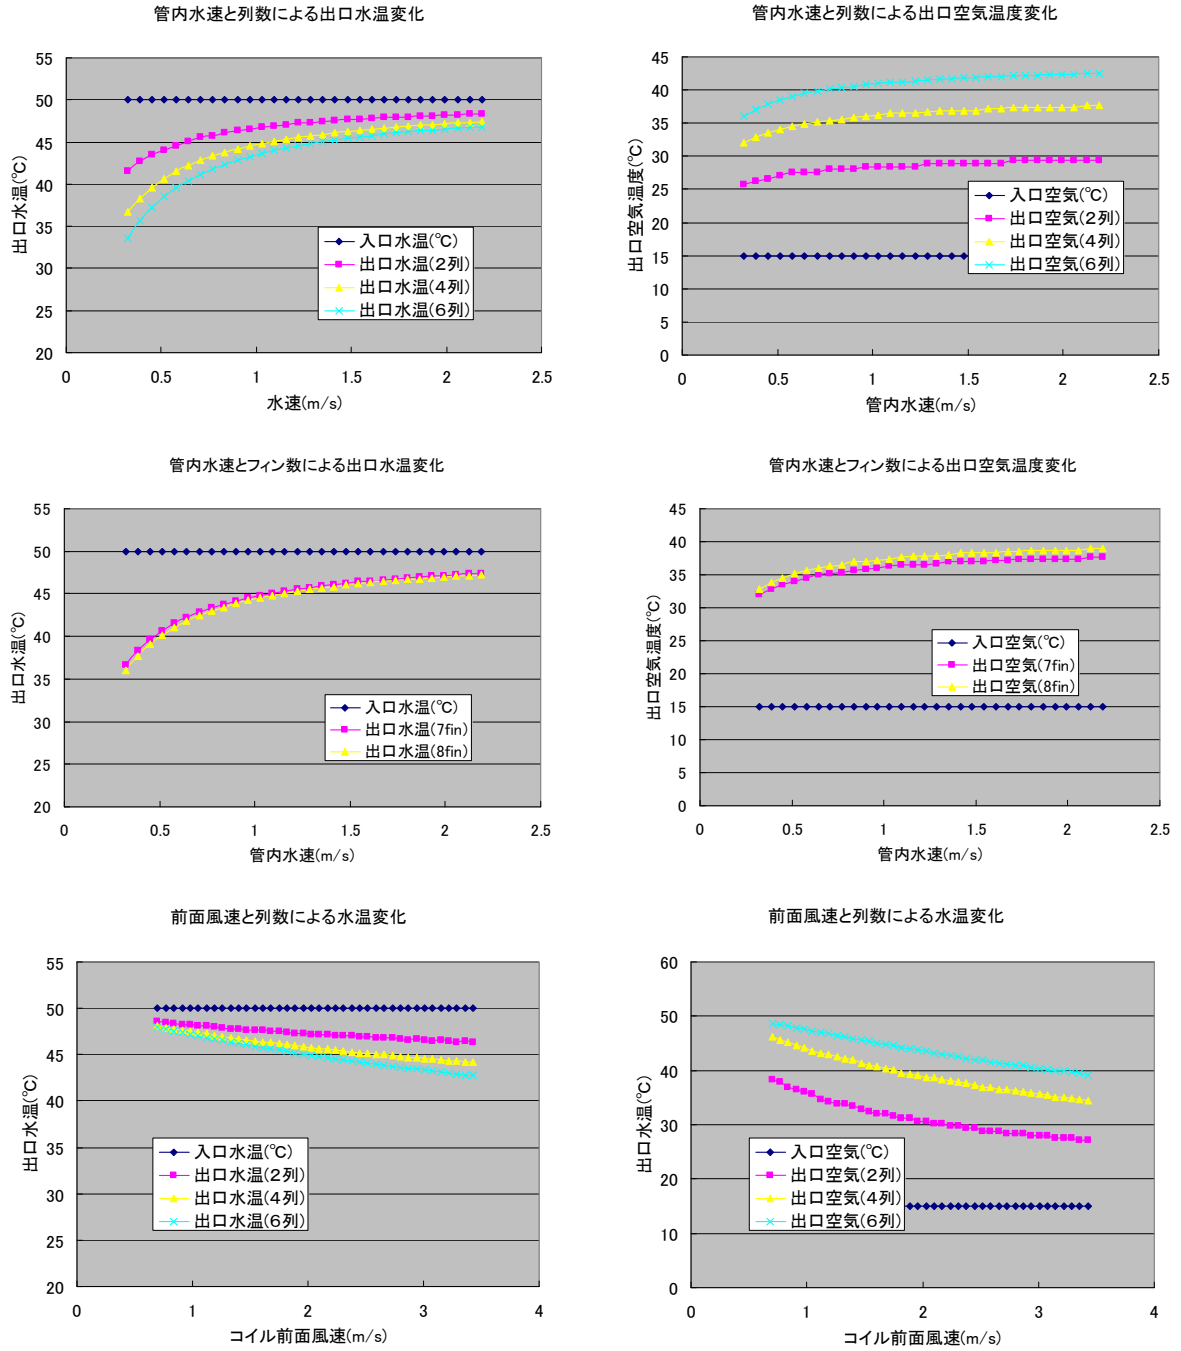 管内水速と列数による出口水温変化
55
50
45
40
35
30
25
20
出口水温(℃)
入口水温(℃)
出口水温(2列)
出口水温(4列)
出口水温(6列)
0
0.5
1
1.5
2
2.5
水速(m/s)
管内水速と列数による出口空気温度変化
45
40
35
30
25
20
15
10
5
0
出口空気温度(℃)
入口空気(℃)
出口空気(2列)
出口空気(4列)
出口空気(6列)
0
0.5
1
1.5
2
2.5
管内水速(m/s)
管内水速とフィン数による出口水温変化
55
50
45
40
35
30
25
20
出口水温(℃)
入口水温(℃)
出口水温(7fin)
出口水温(8fin)
0
0.5
1
1.5
2
2.5
管内水速(m/s)
管内水速とフィン数による出口空気温度変化
45
40
35
30
25
20
15
10
5
0
出口空気温度(℃)
入口空気(℃)
出口空気(7fin)
出口空気(8fin)
0
0.5
1
1.5
2
2.5
管内水速(m/s)
前面風速と列数による水温変化
55
50
45
40
35
30
25
20
出口水温(℃)
入口水温(℃)
出口水温(2列)
出口水温(4列)
出口水温(6列)
0
1
2
3
4
コイル前面風速(m/s)
前面風速と列数による水温変化
60
50
40
30
20
10
0
出口水温(℃)
入口空気(℃)
出口空気(2列)
出口空気(4列)
出口空気(6列)
0
1
2
3
4
コイル前面風速(m/s)